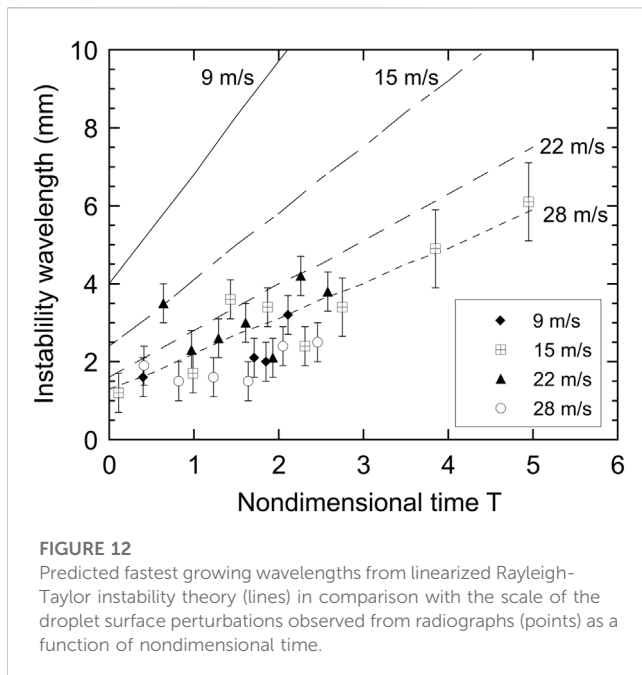 10
8
6
4
2
0
Instablility wavelength (mm)
9 m/s
15 m/s
22 m/s
28 m/s
9 m/s
15 m/s
22 m/s
28 m/s
0 1 2 3 4 5 6
Nondimensional time T
FIGURE 12
Predicted fastest growing wavelengths from linearized Rayleigh-
Taylor instability theory (lines) in comparison with the scale of the
droplet surface perturbations observed from radiographs (points) as a
function of nondimensional time.